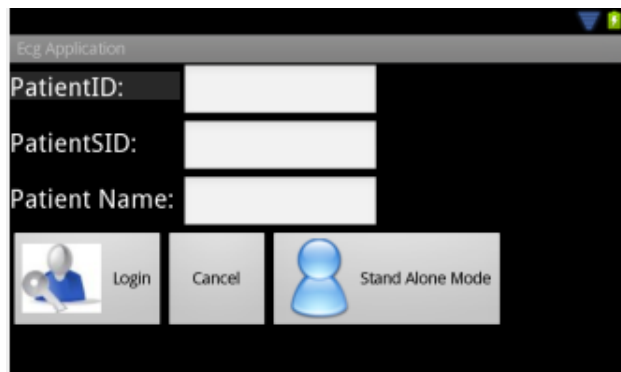 Ecg Application
PatientID:
PatientSID:
Patient Name:
Login Cancel Stand Alone Mode